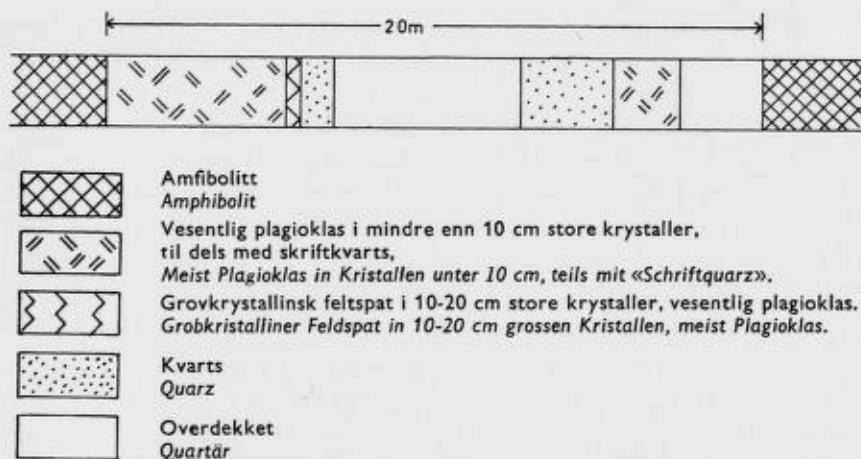 20m
Amfibolitt
Amphibolit
Vesentlig plagioklas i mindre enn 10 cm store krystaller,
til dels med skriftkvarts,
Meist Plagioklas in Kristallen unter 10 cm, teils mit «Schriftquarz».
Grovkrystallinsk feltspat i 10-20 cm store krystaller, vesentlig plagioklas.
Grobkristalliner Feldspat in 10-20 cm grossen Kristallen, meist Plagioklas.
Kvarts
Quarz
Overdekket
Quartär